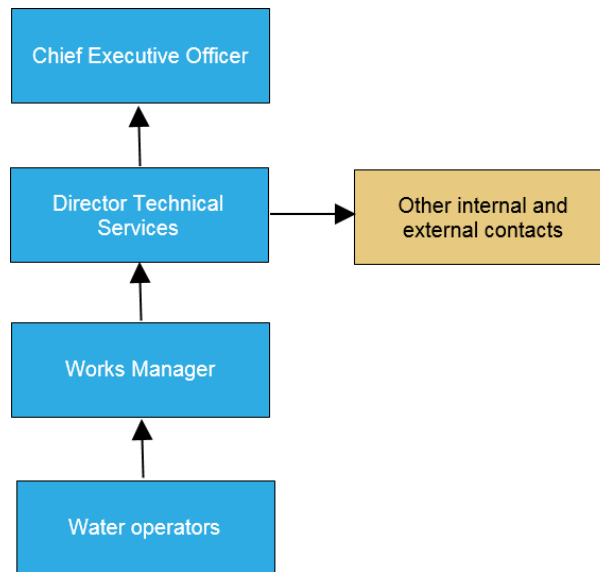 Chief Executive Officer
Director Technical
Services
Other internal and
external contacts
Works Manager
Water operators